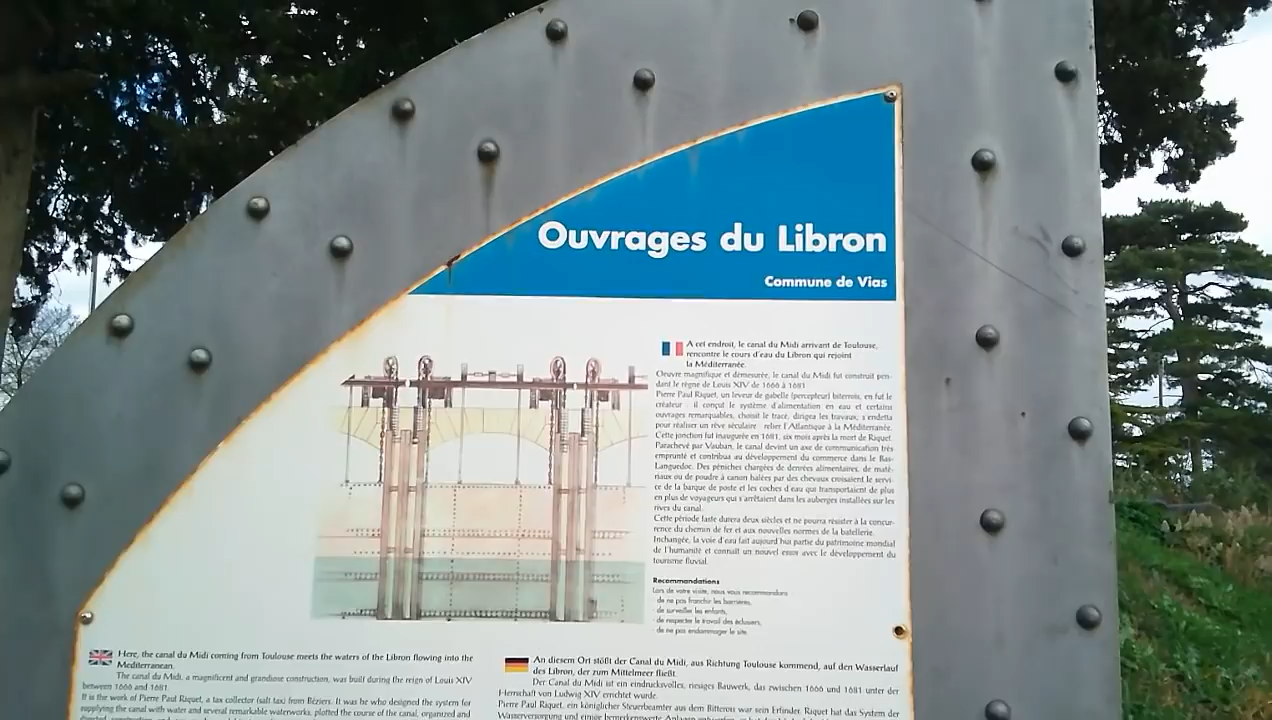 Ouvrages du Libron
Commune de Vias
A cet endroit, le canal du Midi arrivant de Toulouse,
rencontre le cours d'eau du Libron qui rejoint
la Méditerranée.
Oeuvre magnifique et démesurée, le canal du Midi fut construit pen-
dant le règne de Louis XIV de 1666 à 1681
Pierre Paul Riquet, un leveur de gabelle (percepteur) biterrois, en fut le
créateur : il conçut le système d'alimentation en eau et certains
ouvrages remarquables, choisit le tracé, dirigea les travaux, s'endetta
pour réaliser un rêve séculaire : relier l'Atlantique à la Méditerranée.
Cette jonction fut inaugurée en 1681, six mois après la mort de Riquet.
Parachevé par Vauban, le canal devint un axe de communication très
emprunté et contribua au développement du commerce dans le Bas-
Languedoc. Des péniches chargées de denrées alimentaires, de maté-
riaux ou de poudre à canon halées par des chevaux croisaient le servi-
ce de la barque de poste et les coches d'eau qui transportaient de plus
en plus de voyageurs qui s'arrêtaient dans les auberges installées sur les
rives du canal.
Cette période faste durera deux siècles et ne pourra résister à la concur-
rence du chemin de fer et aux nouvelles normes de la batellerie.
Inchangée, la voie d'eau fait aujourd'hui partie du patrimoine mondial
de l'humanité et connaît un nouvel essor avec le développement du
tourisme fluvial.
Recommandations
Lors de votre visite, nous vous recommandons
- de ne pas franchir les barrières,
- de surveiller les enfants,
- de respecter le travail des éclusiers,
- de ne pas endommager le site.
Here, the canal du Midi coming from Toulouse meets the waters of the Libron flowing into the
Mediterranean.
The canal du Midi, a magnificent and grandiose construction, was built during the reign of Louis XIV
between 1666 and 1681.
It is the work of Pierre Paul Riquet, a tax collector (salt tax) from Béziers. It was he who designed the system for
supplying the canal with water and several remarkable waterworks, plotted the course of the canal, organized and
An diesem Ort stößt der Canal du Midi, aus Richtung Toulouse kommend, auf den Wasserlauf
des Libron, der zum Mittelmeer fließt.
Der Canal du Midi ist ein eindrucksvolles, riesiges Bauwerk, das zwischen 1666 und 1681 unter der
Herrschaft von Ludwig XIV errichtet wurde.
Pierre Paul Riquet, ein königlicher Steuerbeamter aus dem Bitterois war sein Erfinder. Riquet hat das System der
Wasserversorgung und einige bemerkenswerte Anlagen